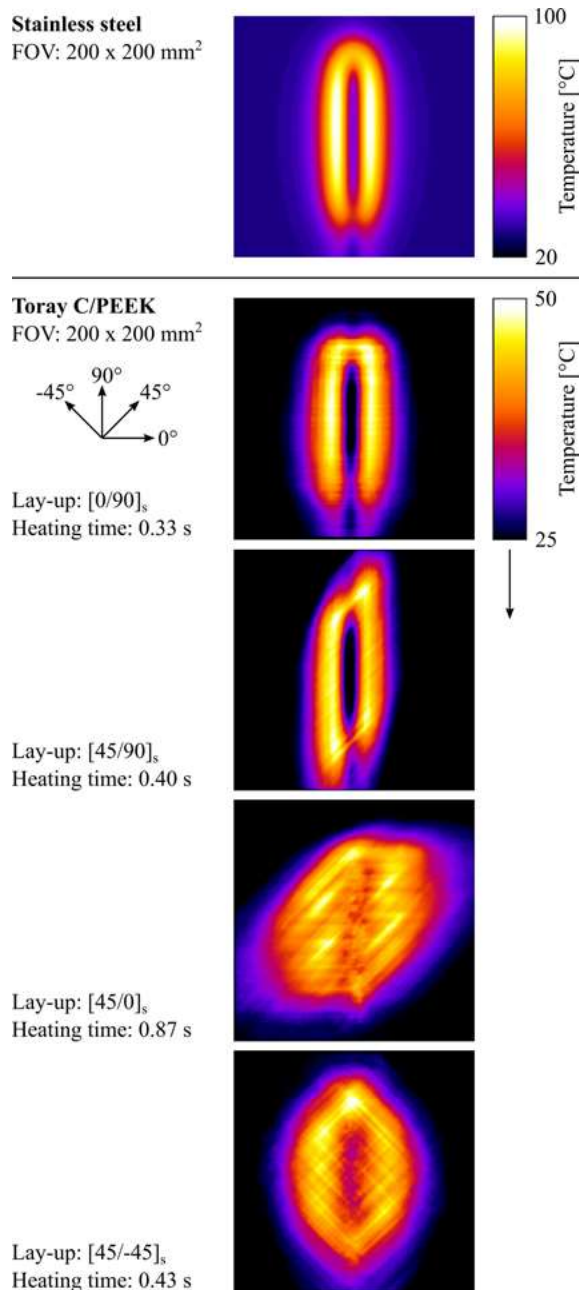 Stainless steel
FOV: 200 x 200 mm²
100
Temperature [°C]
20
Toray C/PEEK
FOV: 200 x 200 mm²
90°
-45°
45°
0°
Lay-up: [0/90]ₛ
Heating time: 0.33 s
50
Temperature [°C]
25
Lay-up: [45/90]ₛ
Heating time: 0.40 s
Lay-up: [45/0]ₛ
Heating time: 0.87 s
Lay-up: [45/-45]ₛ
Heating time: 0.43 s